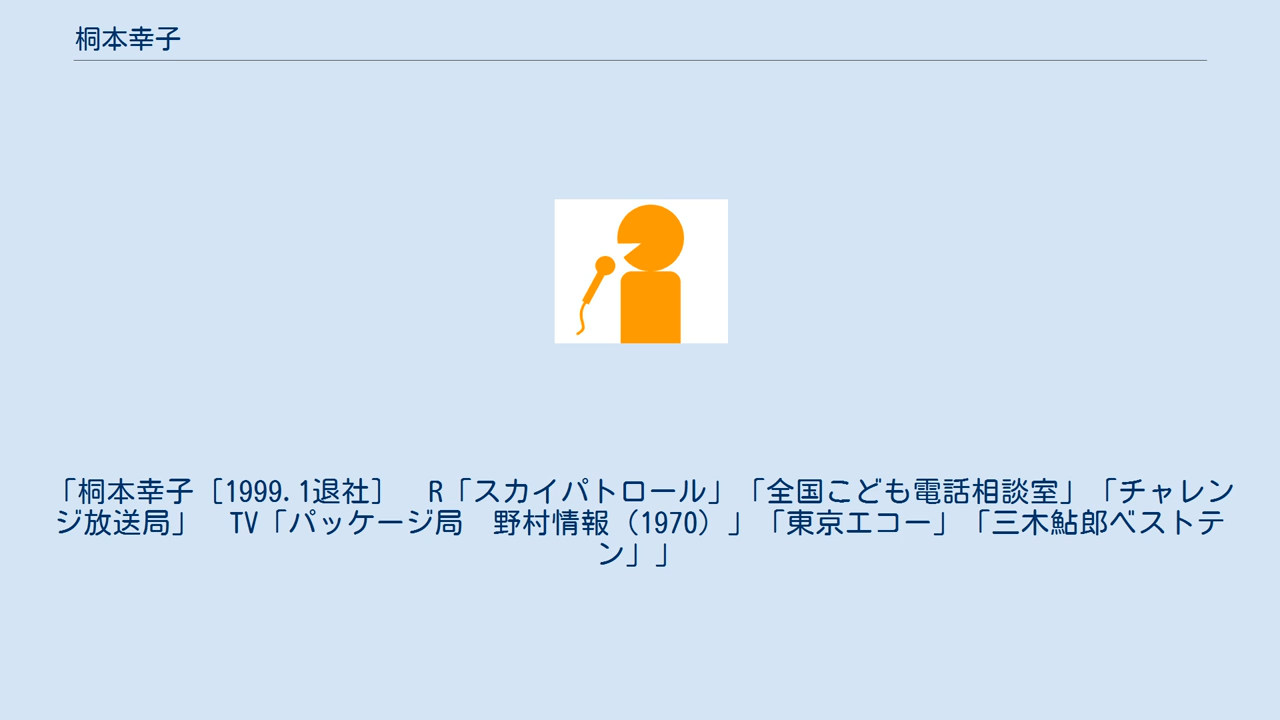 桐本幸子
「桐本幸子［1999.1退社］　R「スカイパトロール」「全国こども電話相談室」「チャレン
ジ放送局」　TV「パッケージ局　野村情報（1970）」「東京エコー」「三木鮎郎ベストテ
ン」」